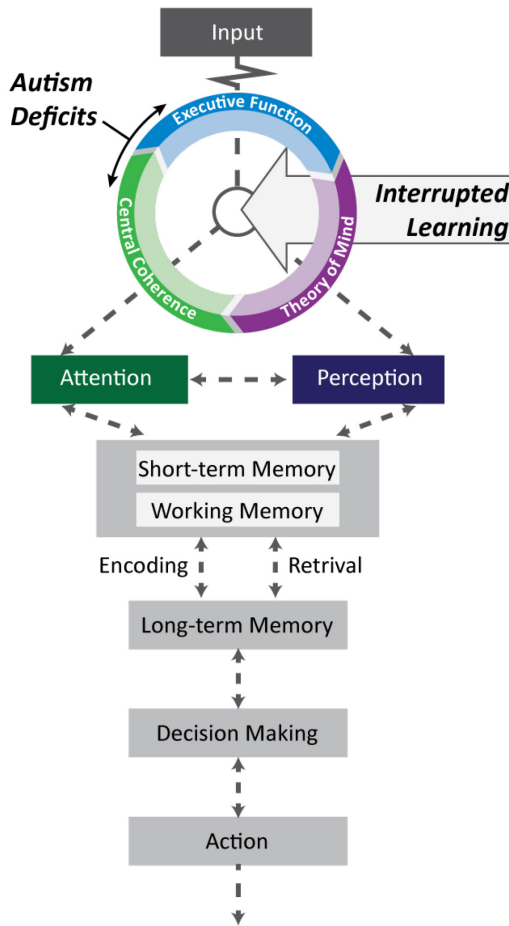 Input
Autism
Deficits
Executive Function
Central Coherence
Theory of Mind
Interrupted
Learning
Attention
Perception
Short-term Memory
Working Memory
Encoding
Retrival
Long-term Memory
Decision Making
Action